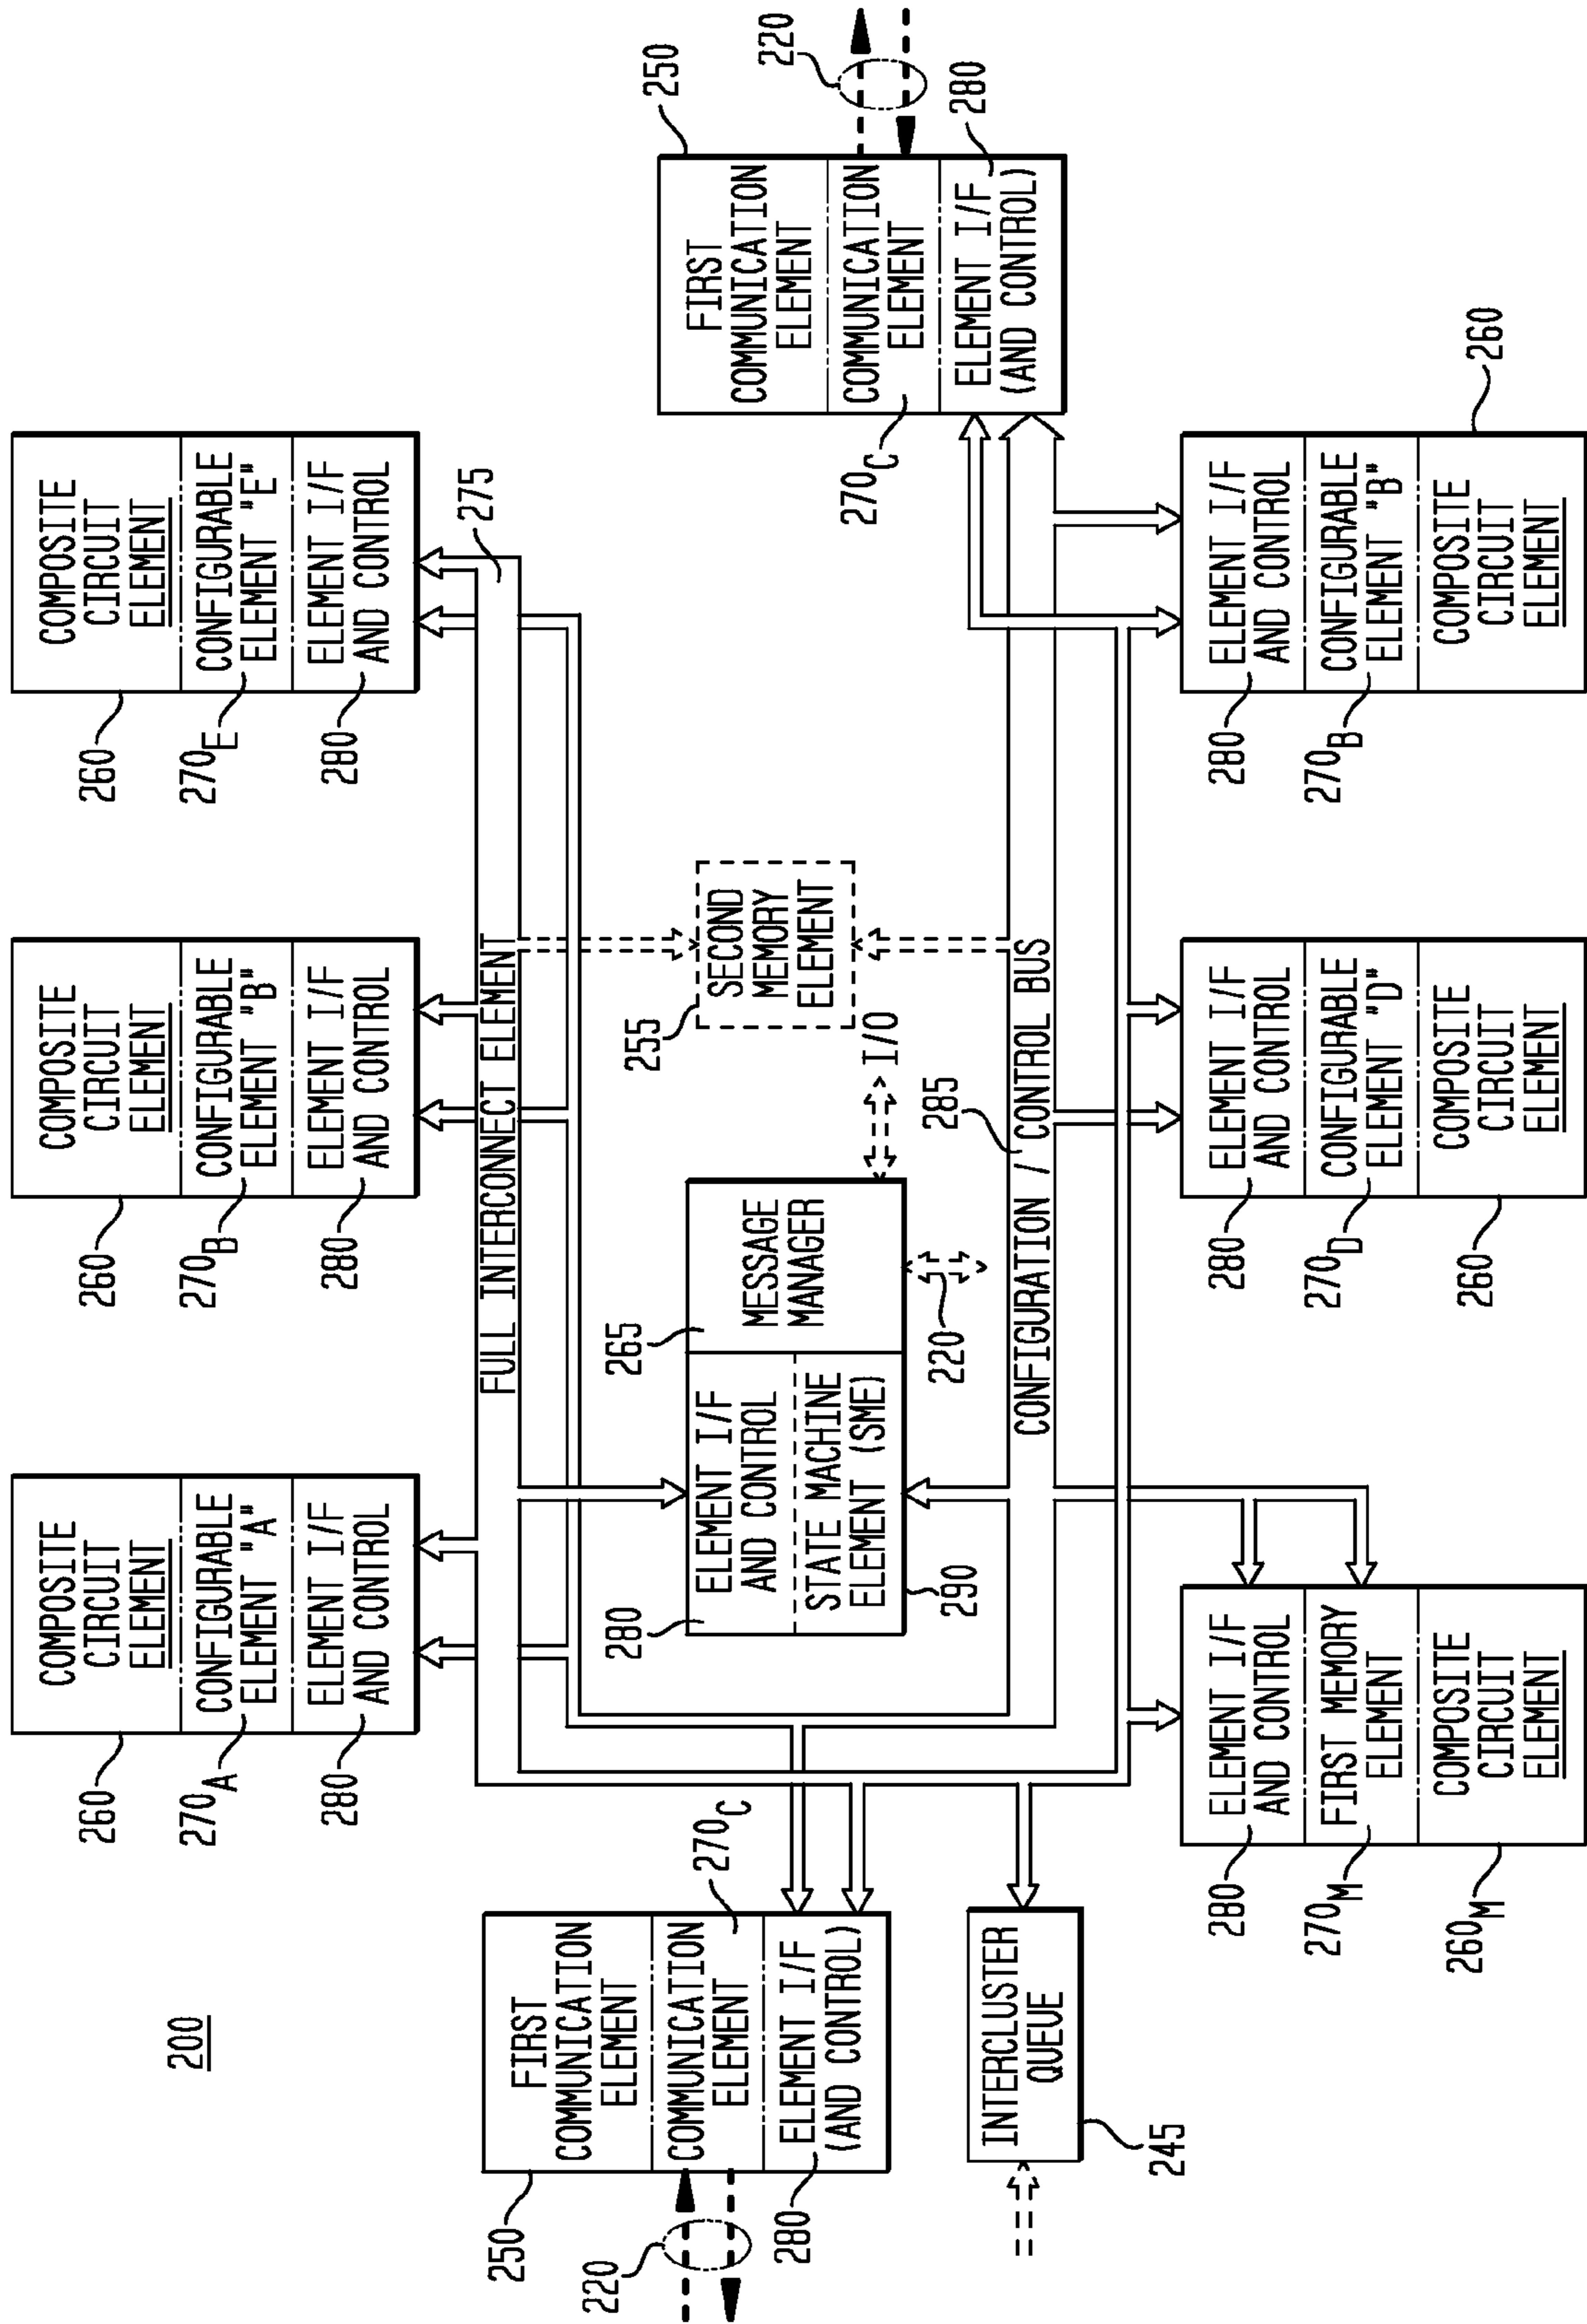 200
COMPOSITE
CIRCUIT
ELEMENT
CONFIGURABLE
ELEMENT "A"
ELEMENT I/F
AND CONTROL
260
270A
280
COMPOSITE
CIRCUIT
ELEMENT
CONFIGURABLE
ELEMENT "B"
ELEMENT I/F
AND CONTROL
260
270B
280
COMPOSITE
CIRCUIT
ELEMENT
CONFIGURABLE
ELEMENT "E"
ELEMENT I/F
AND CONTROL
260
270E
280
FULL INTERCONNECT ELEMENT
275
FIRST
COMMUNICATION
ELEMENT
COMMUNICATION
ELEMENT
ELEMENT I/F
(AND CONTROL)
250
220
280
270C
INTERCLUSTER
QUEUE
245
ELEMENT I/F
AND CONTROL
STATE MACHINE
ELEMENT (SME)
MESSAGE
MANAGER
280
265
290
220
I/O
SECOND
MEMORY
ELEMENT
255
CONFIGURATION / CONTROL BUS
285
FIRST
COMMUNICATION
ELEMENT
COMMUNICATION
ELEMENT
ELEMENT I/F
(AND CONTROL)
250
220
280
270C
ELEMENT I/F
AND CONTROL
FIRST MEMORY
ELEMENT
COMPOSITE
CIRCUIT
ELEMENT
280
270M
260M
ELEMENT I/F
AND CONTROL
CONFIGURABLE
ELEMENT "D"
COMPOSITE
CIRCUIT
ELEMENT
280
270D
260
ELEMENT I/F
AND CONTROL
CONFIGURABLE
ELEMENT "B"
COMPOSITE
CIRCUIT
ELEMENT
280
270B
260